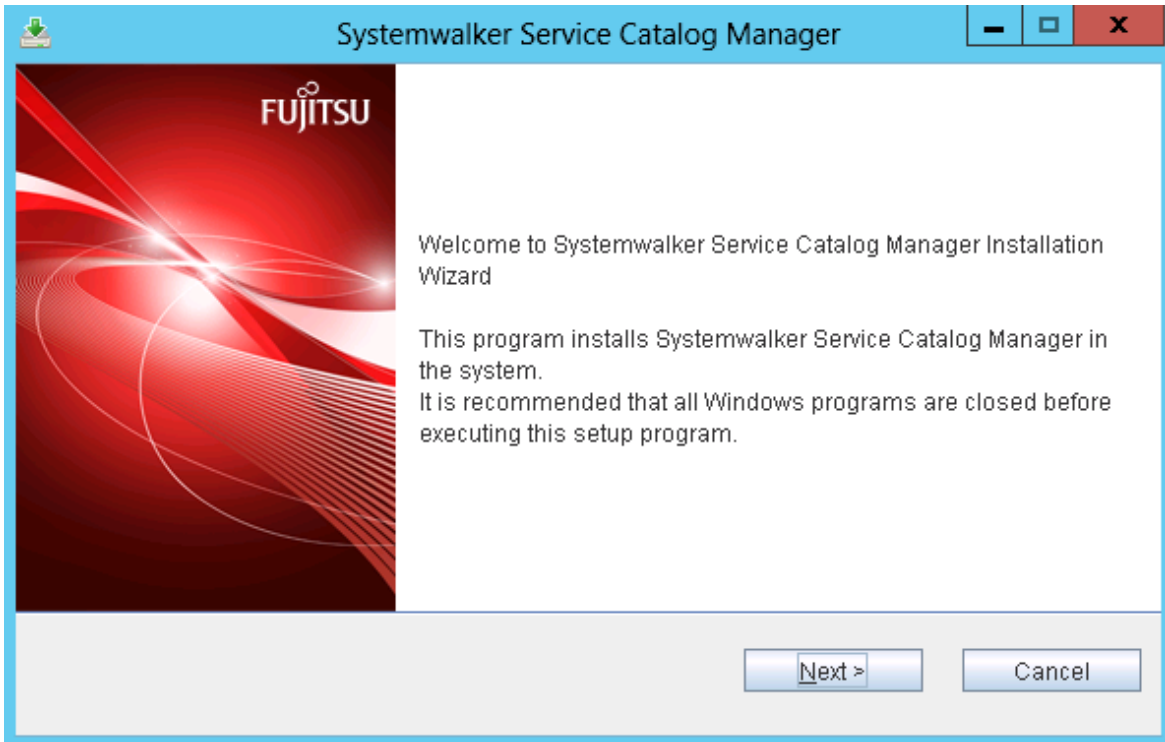 Systemwalker Service Catalog Manager
FUJITSU
Welcome to Systemwalker Service Catalog Manager Installation
Wizard
This program installs Systemwalker Service Catalog Manager in
the system.
It is recommended that all Windows programs are closed before
executing this setup program.
Next >
Cancel